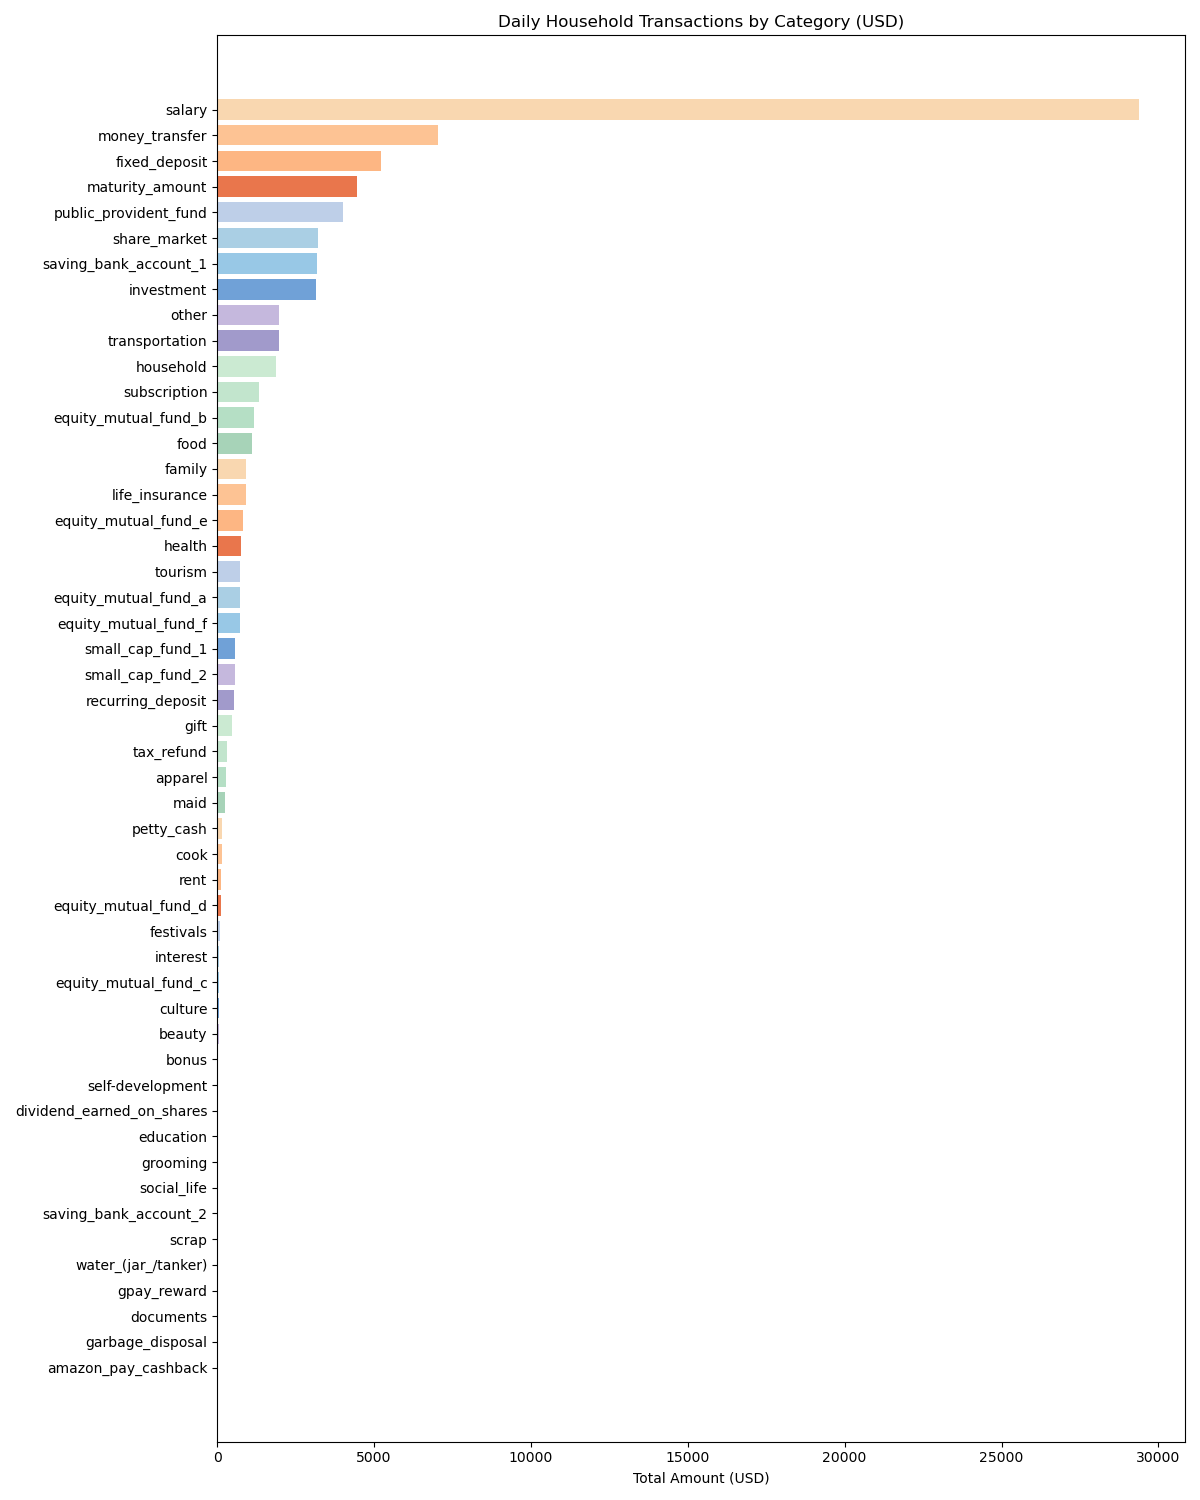 Daily Household Transactions by Category (USD)
salary
money_transfer
fixed_deposit
maturity_amount
public_provident_fund
share_market
saving_bank_account_1
investment
other
transportation
household
subscription
equity_mutual_fund_b
food
family
life_insurance
equity_mutual_fund_e
health
tourism
equity_mutual_fund_a
equity_mutual_fund_f
small_cap_fund_1
small_cap_fund_2
recurring_deposit
gift
tax_refund
apparel
maid
petty_cash
cook
rent
equity_mutual_fund_d
festivals
interest
equity_mutual_fund_c
culture
beauty
bonus
self-development
dividend_earned_on_shares
education
grooming
social_life
saving_bank_account_2
scrap
water_(jar_/tanker)
gpay_reward
documents
garbage_disposal
amazon_pay_cashback
0 5000 10000 15000 20000 25000 30000
Total Amount (USD)